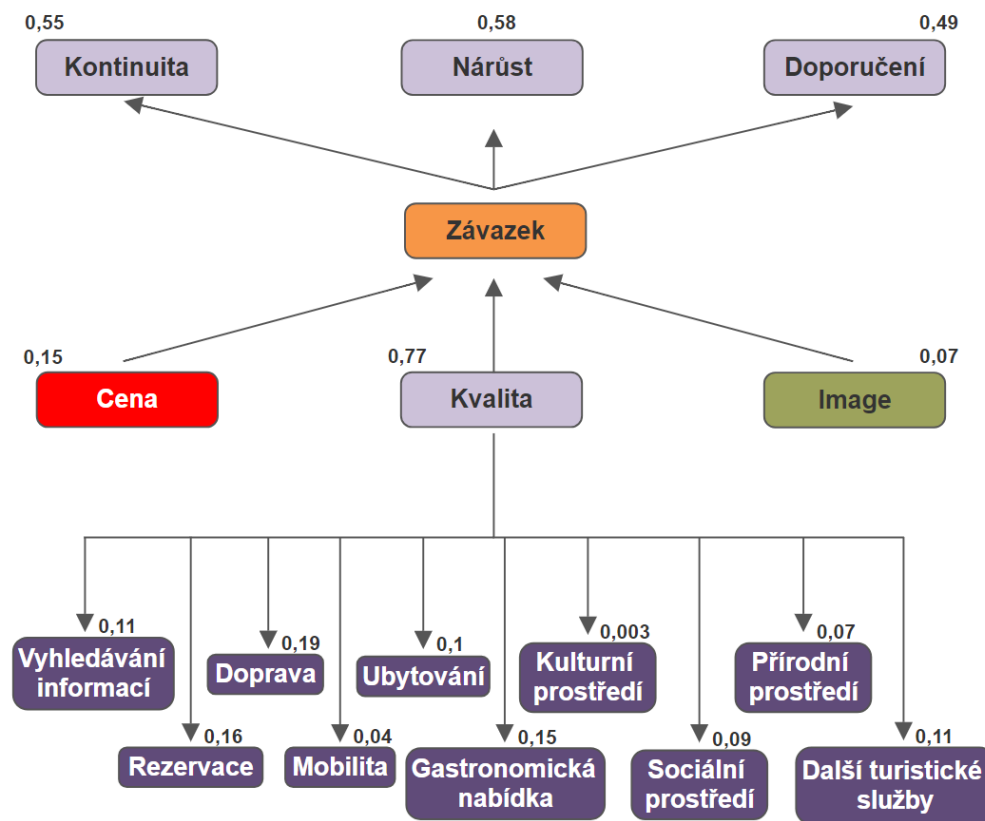 0,55
Kontinuita
0,58
Nárůst
0,49
Doporučení
Závazek
0,15
Cena
0,77
Kvalita
0,07
Image
0,11
Vyhledávání
informací
0,16
Rezervace
0,19
Doprava
0,04
Mobilita
0,1
Ubytování
0,15
Gastronomická
nabídka
0,003
Kulturní
prostředí
0,09
Sociální
prostředí
0,07
Přírodní
prostředí
0,11
Další turistické
služby